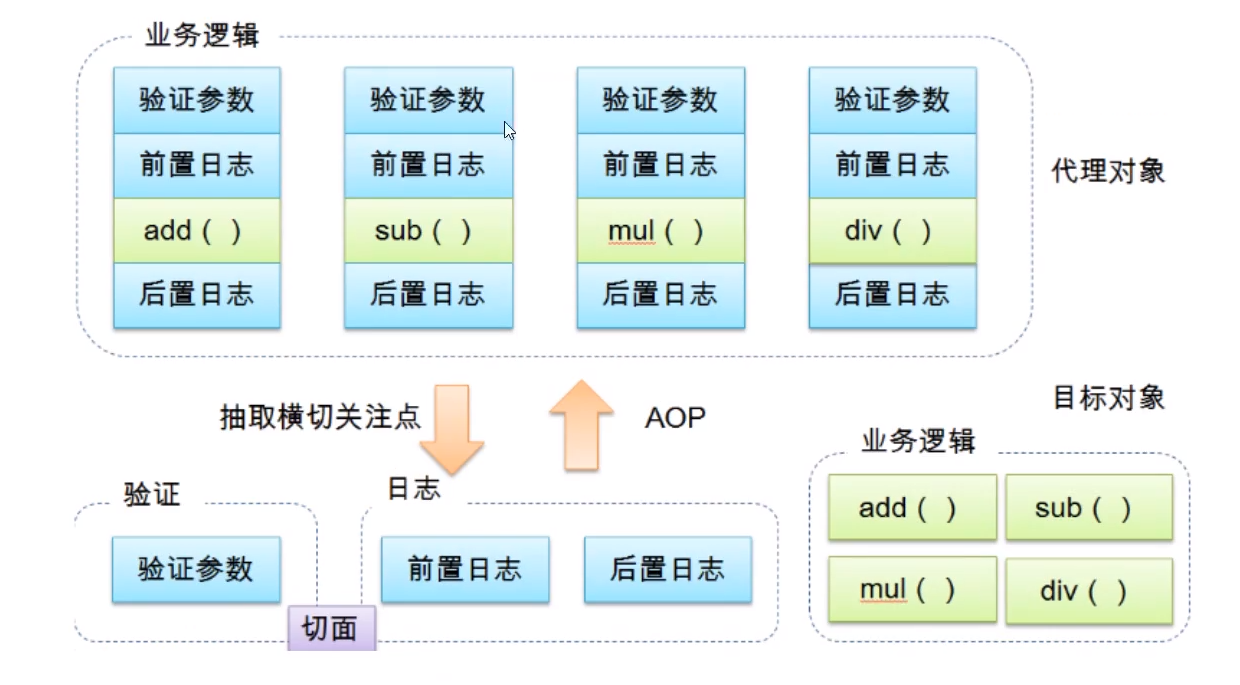 业务逻辑
验证参数 验证参数 验证参数 验证参数
前置日志 前置日志 前置日志 前置日志
代理对象
add ( ) sub ( ) mul ( ) div ( )
后置日志 后置日志 后置日志 后置日志
抽取横切关注点
AOP
目标对象
业务逻辑
验证
日志
add ( ) sub ( )
验证参数
前置日志 后置日志
mul ( ) div ( )
切面